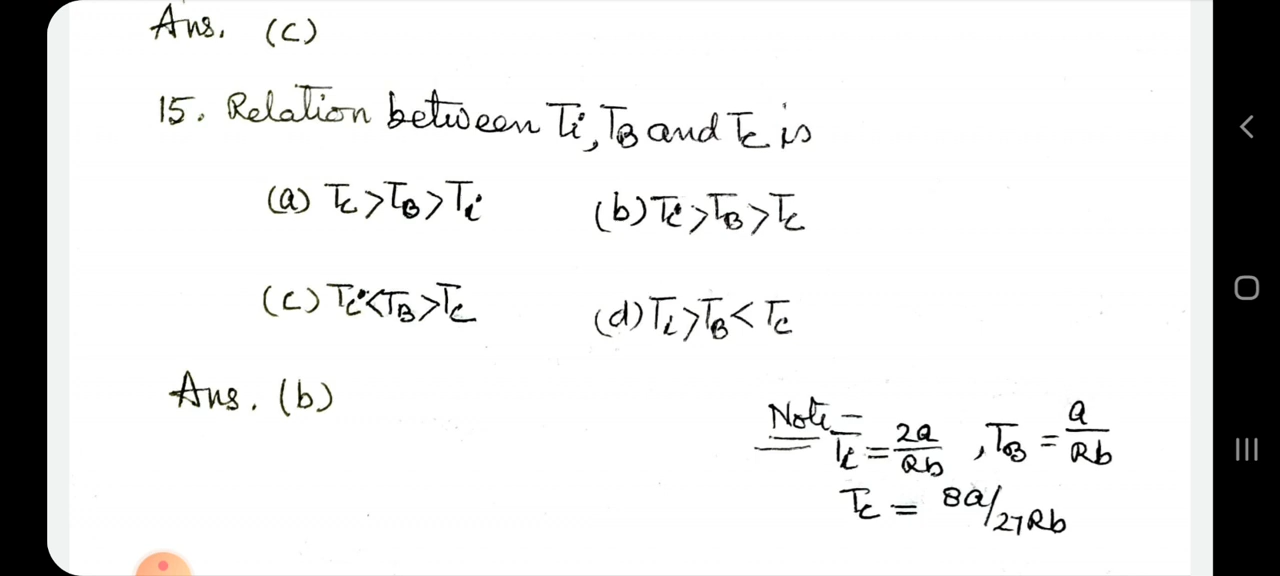 Ans. (c)
15. Relation between Ti, TB and Tc is
(a) Tc > TB > Ti (b) Ti > TB > Tc
(c) Ti < TB > Tc (d) Ti > TB < Tc
Ans. (b)
Note = Ti = 2a/Rb, TB = a/Rb
Tc = 8a/27Rb